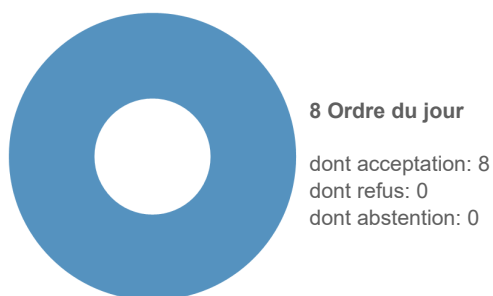 8 Ordre du jour
dont acceptation: 8
dont refus: 0
dont abstention: 0